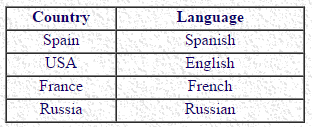 Country Language
Spain Spanish
USA English
France French
Russia Russian